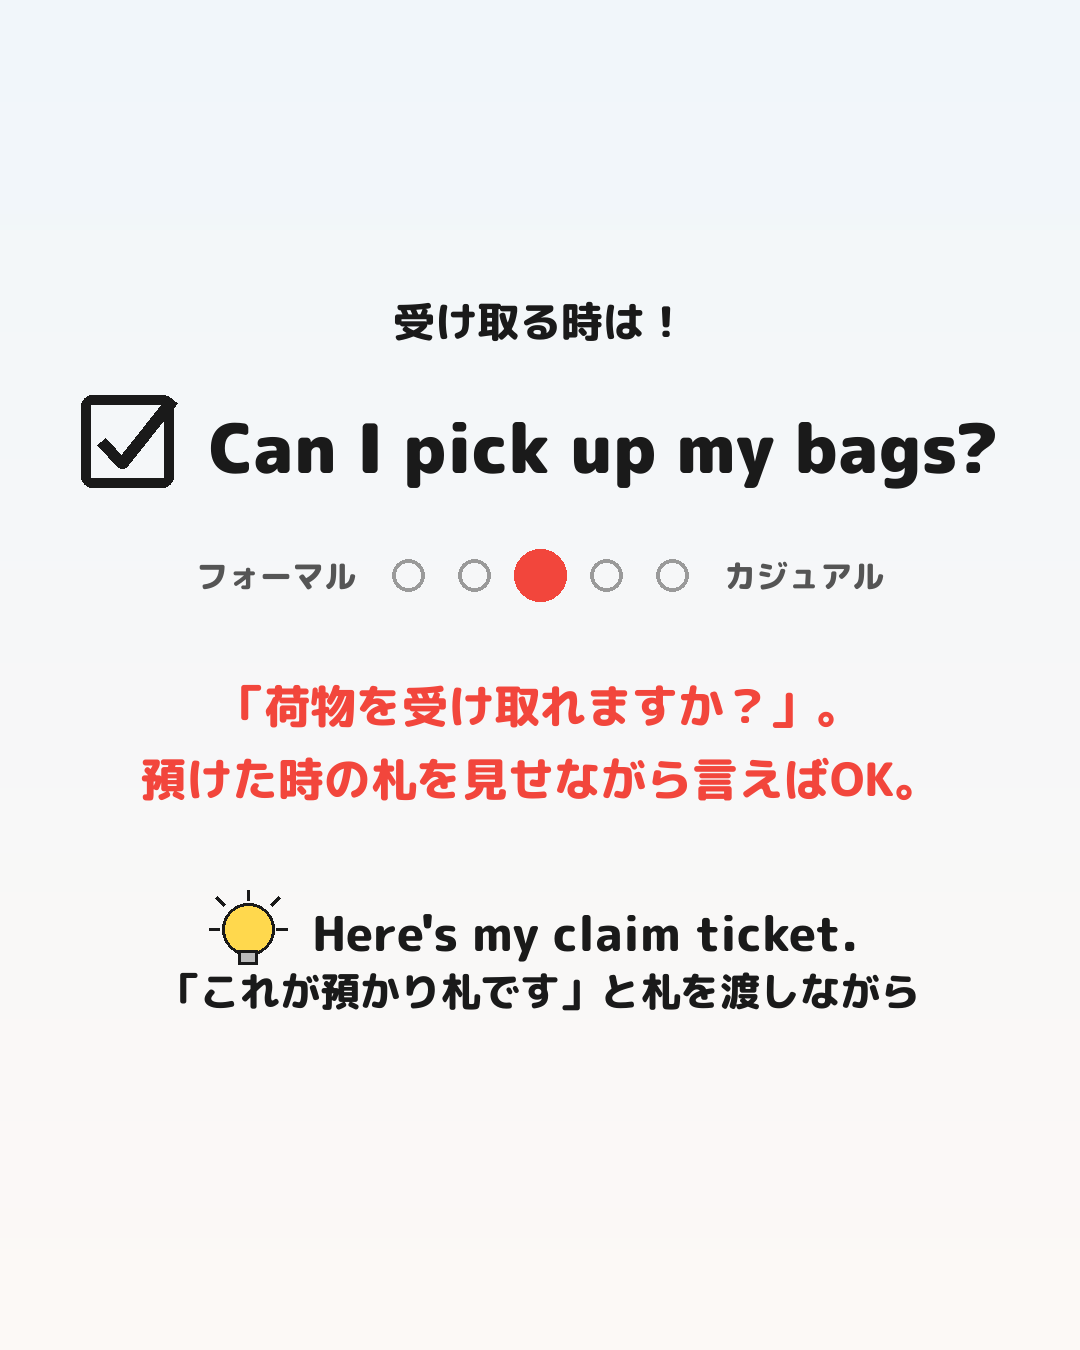 受け取る時は！
Can I pick up my bags?
フォーマル カジュアル
「荷物を受け取れますか？」。
預けた時の札を見せながら言えばOK。
Here's my claim ticket.
「これが預かり札です」と札を渡しながら